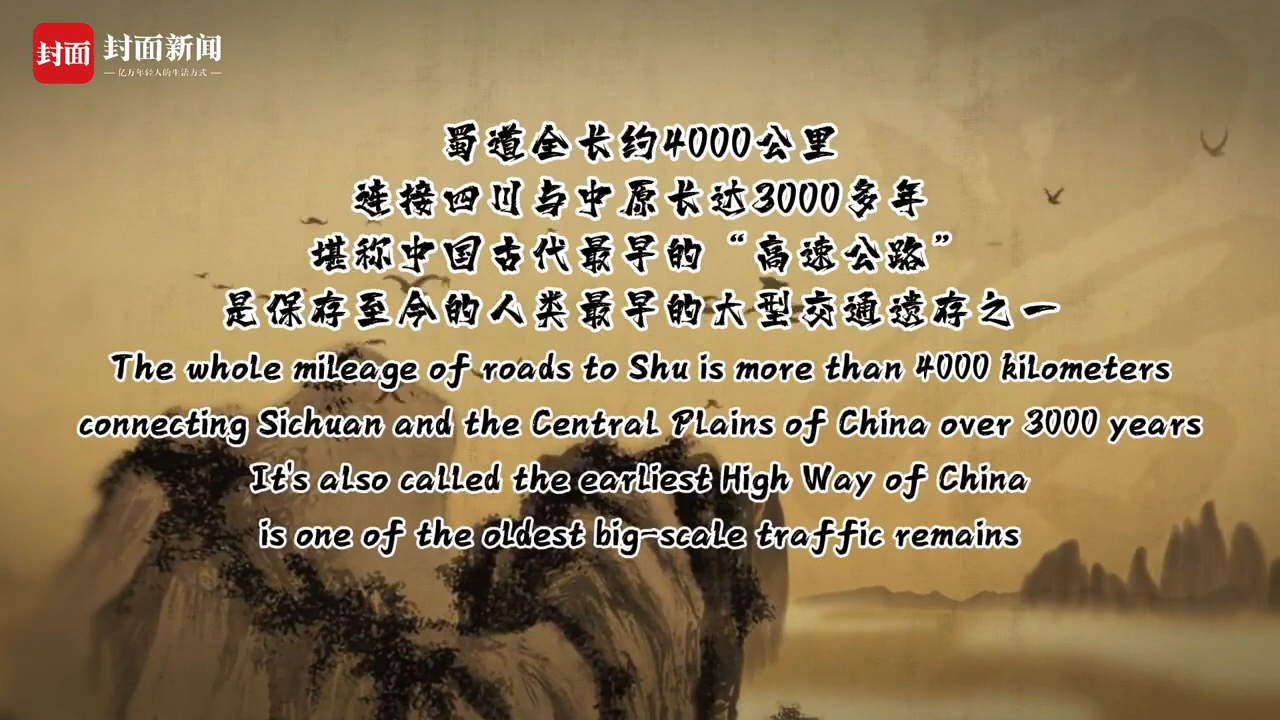 封面
封面新闻
亿万年轻人的生活方式
蜀道全长约4000公里
连接四川与中原长达3000多年
堪称中国古代最早的“高速公路”
是保存至今的人类最早的大型交通遗存之一
The whole mileage of roads to Shu is more than 4000 kilometers
connecting Sichuan and the Central Plains of China over 3000 years
It's also called the earliest High Way of China
is one of the oldest big-scale traffic remains